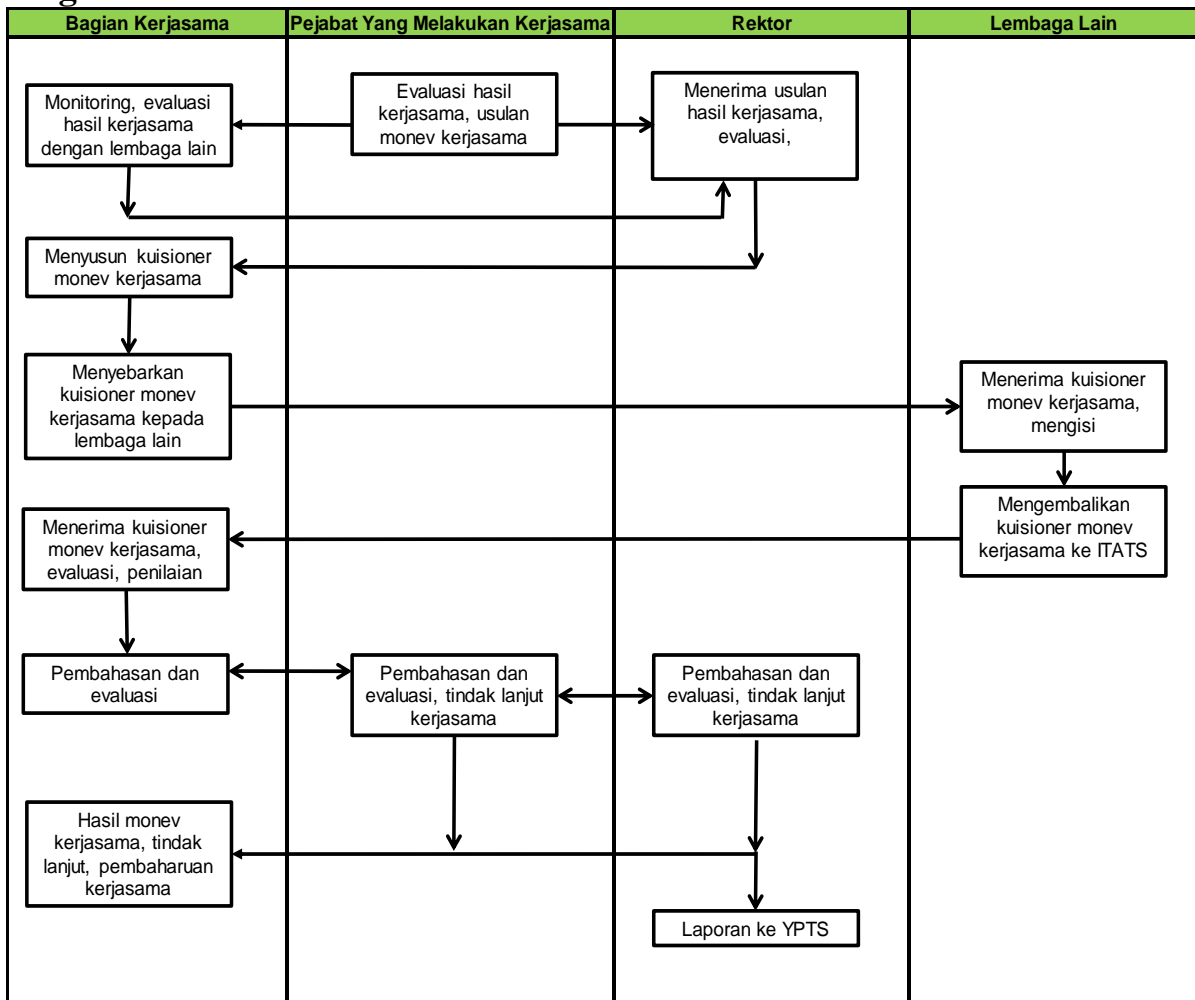 Bagian Kerjasama
Pejabat Yang Melakukan Kerjasama
Rektor
Lembaga Lain
Monitoring, evaluasi
hasil kerjasama
dengan lembaga lain
Evaluasi hasil
kerjasama, usulan
monev kerjasama
Menerima usulan
hasil kerjasama,
evaluasi,
Menyusun kuisioner
monev kerjasama
Menyebarkan
kuisioner monev
kerjasama kepada
lembaga lain
Menerima kuisioner
monev kerjasama,
mengisi
Mengembalikan
kuisioner monev
kerjasama ke ITATS
Menerima kuisioner
monev kerjasama,
evaluasi, penilaian
Pembahasan dan
evaluasi
Pembahasan dan
evaluasi, tindak lanjut
kerjasama
Pembahasan dan
evaluasi, tindak lanjut
kerjasama
Hasil monev
kerjasama, tindak
lanjut, pembaharuan
kerjasama
Laporan ke YPTS